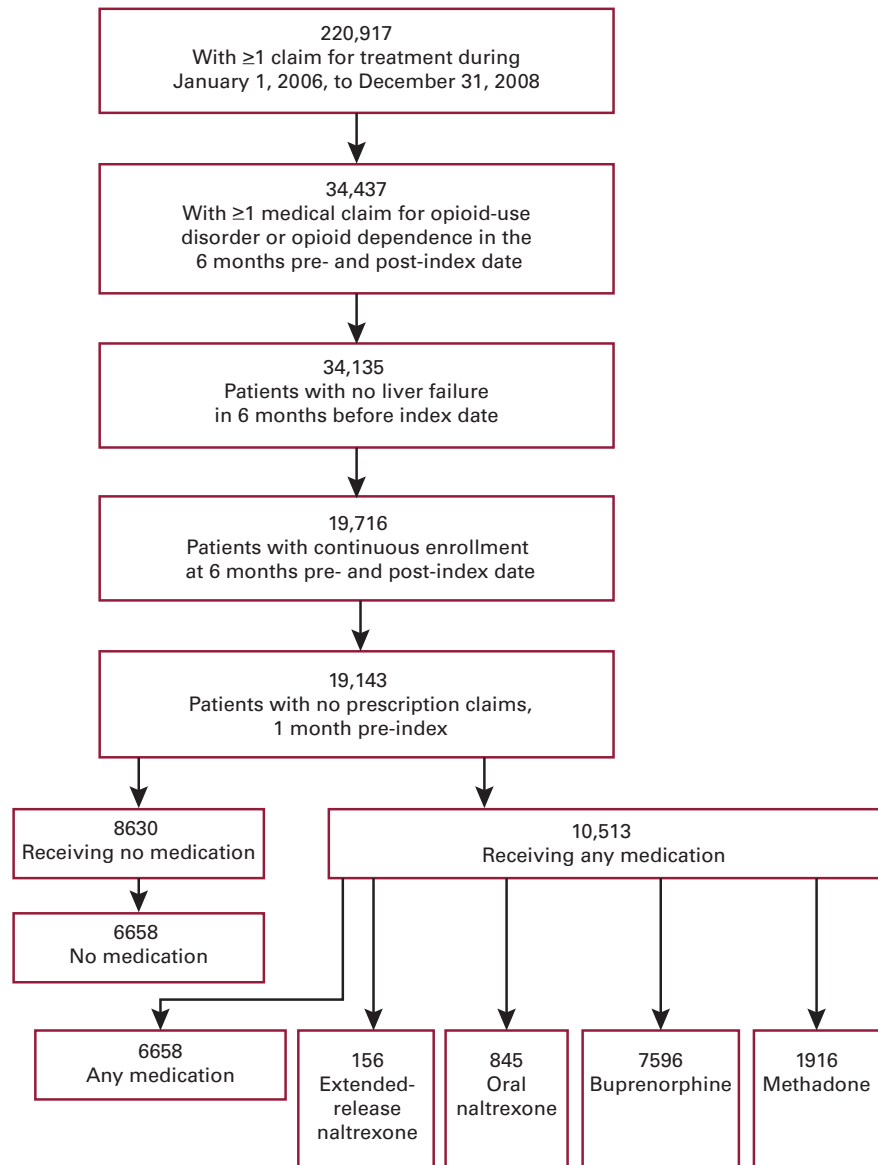 220,917
With ≥1 claim for treatment during
January 1, 2006, to December 31, 2008
34,437
With ≥1 medical claim for opioid-use
disorder or opioid dependence in the
6 months pre- and post-index date
34,135
Patients with no liver failure
in 6 months before index date
19,716
Patients with continuous enrollment
at 6 months pre- and post-index date
19,143
Patients with no prescription claims,
1 month pre-index
8630
Receiving no medication
10,513
Receiving any medication
6658
No medication
6658
Any medication
156
Extended-
release
naltrexone
845
Oral
naltrexone
7596
Buprenorphine
1916
Methadone